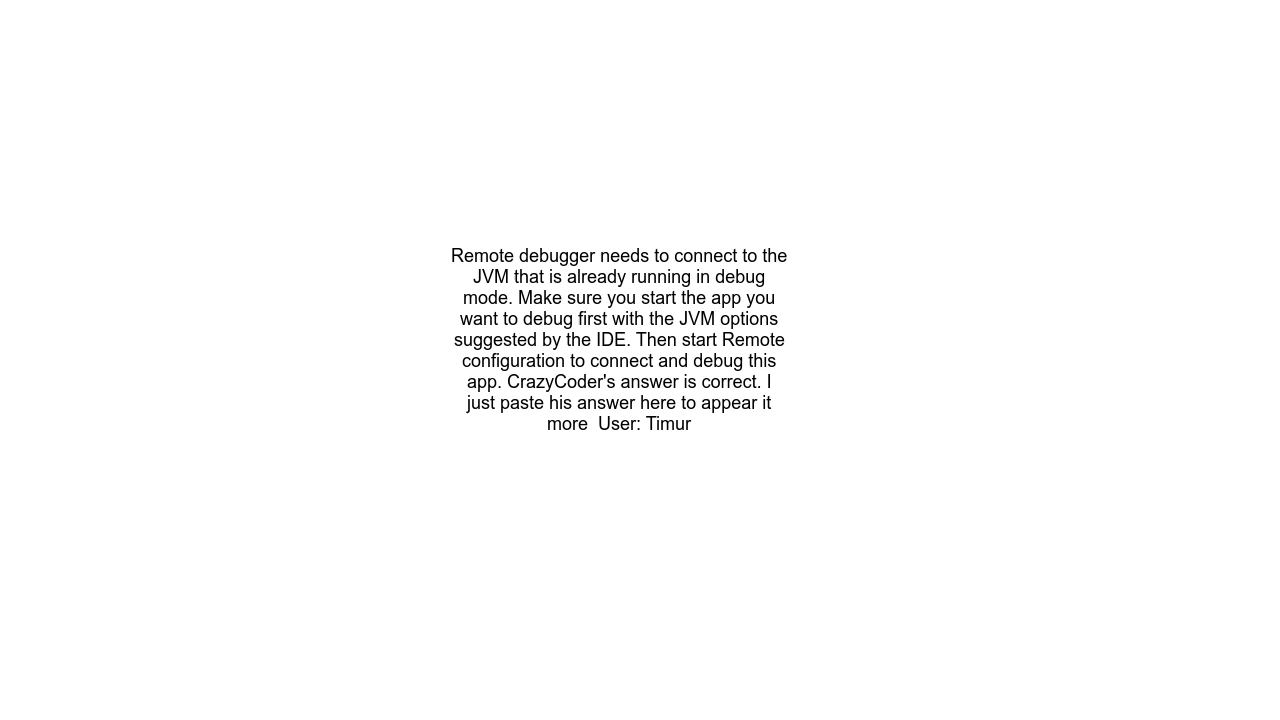 Remote debugger needs to connect to the
JVM that is already running in debug
mode. Make sure you start the app you
want to debug first with the JVM options
suggested by the IDE. Then start Remote
configuration to connect and debug this
app. CrazyCoder's answer is correct. I
just paste his answer here to appear it
more  User: Timur